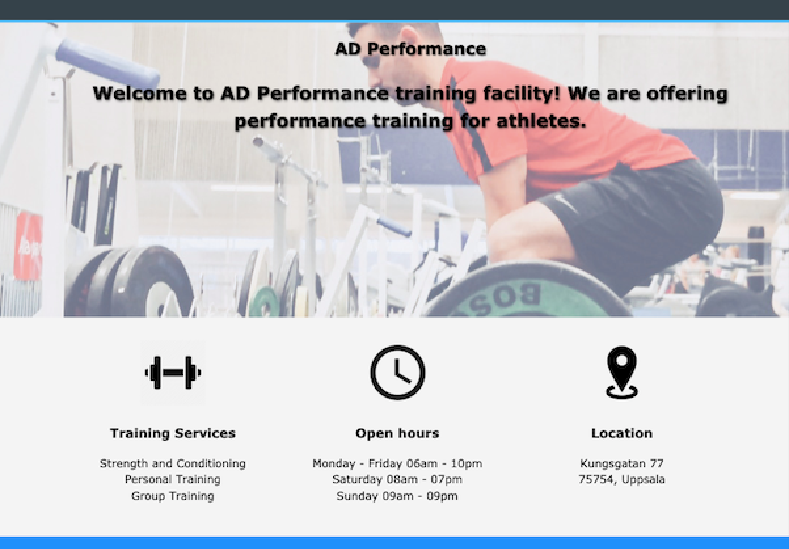 AD Performance
Welcome to AD Performance training facility! We are offering
performance training for athletes.
BOSO
Training Services
Open hours
Location
Strength and Conditioning
Personal Training
Group Training
Monday - Friday 06am - 10pm
Saturday 08am - 07pm
Sunday 09am - 09pm
Kungsgatan 77
75754, Uppsala